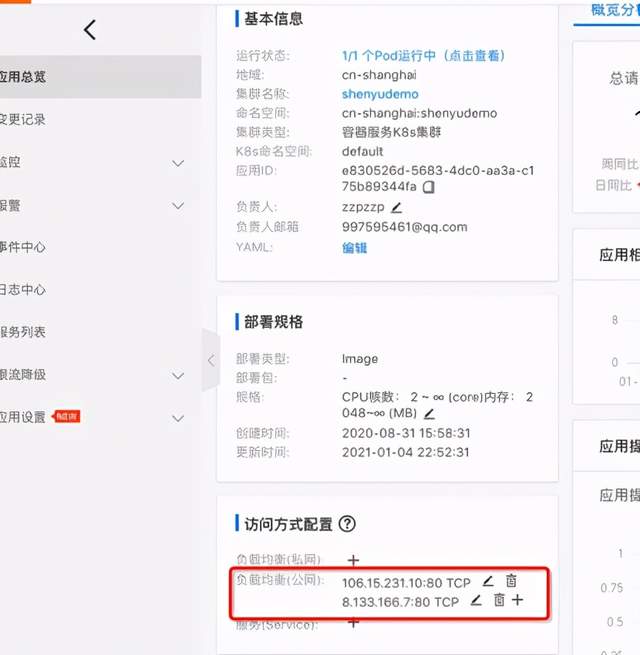 应用总览
变更记录
监控
报警
事件中心
日志中心
服务列表
限流降级
应用设置
基本信息
运行状态: 1/1 个Pod运行中（点击查看）
地域: cn-shanghai
集群名称: shenyudemo
命名空间: cn-shanghai:shenyudemo
集群类型: 容器服务K8s集群
K8s命名空间: default
应用ID: e830526d-5683-4dc0-aa3a-c1
75b89344fa
负责人: zzpzzp
负责人邮箱 997595461@qq.com
YAML: 编辑
部署规格
部署类型: Image
部署包: -
规格: CPU核数： 2 ~ ∞ (core)内存： 2
048~∞ (MB)
创建时间: 2020-08-31 15:58:31
更新时间: 2021-01-04 22:52:31
访问方式配置
负载均衡(私网): +
负载均衡(公网): 106.15.231.10:80 TCP
8.133.166.7:80 TCP +
服务(Service): +
概览分析
总请
周同比
日同比
应用相
8
0
01-
应用提
应用提
1
0.75
0.5
0.25